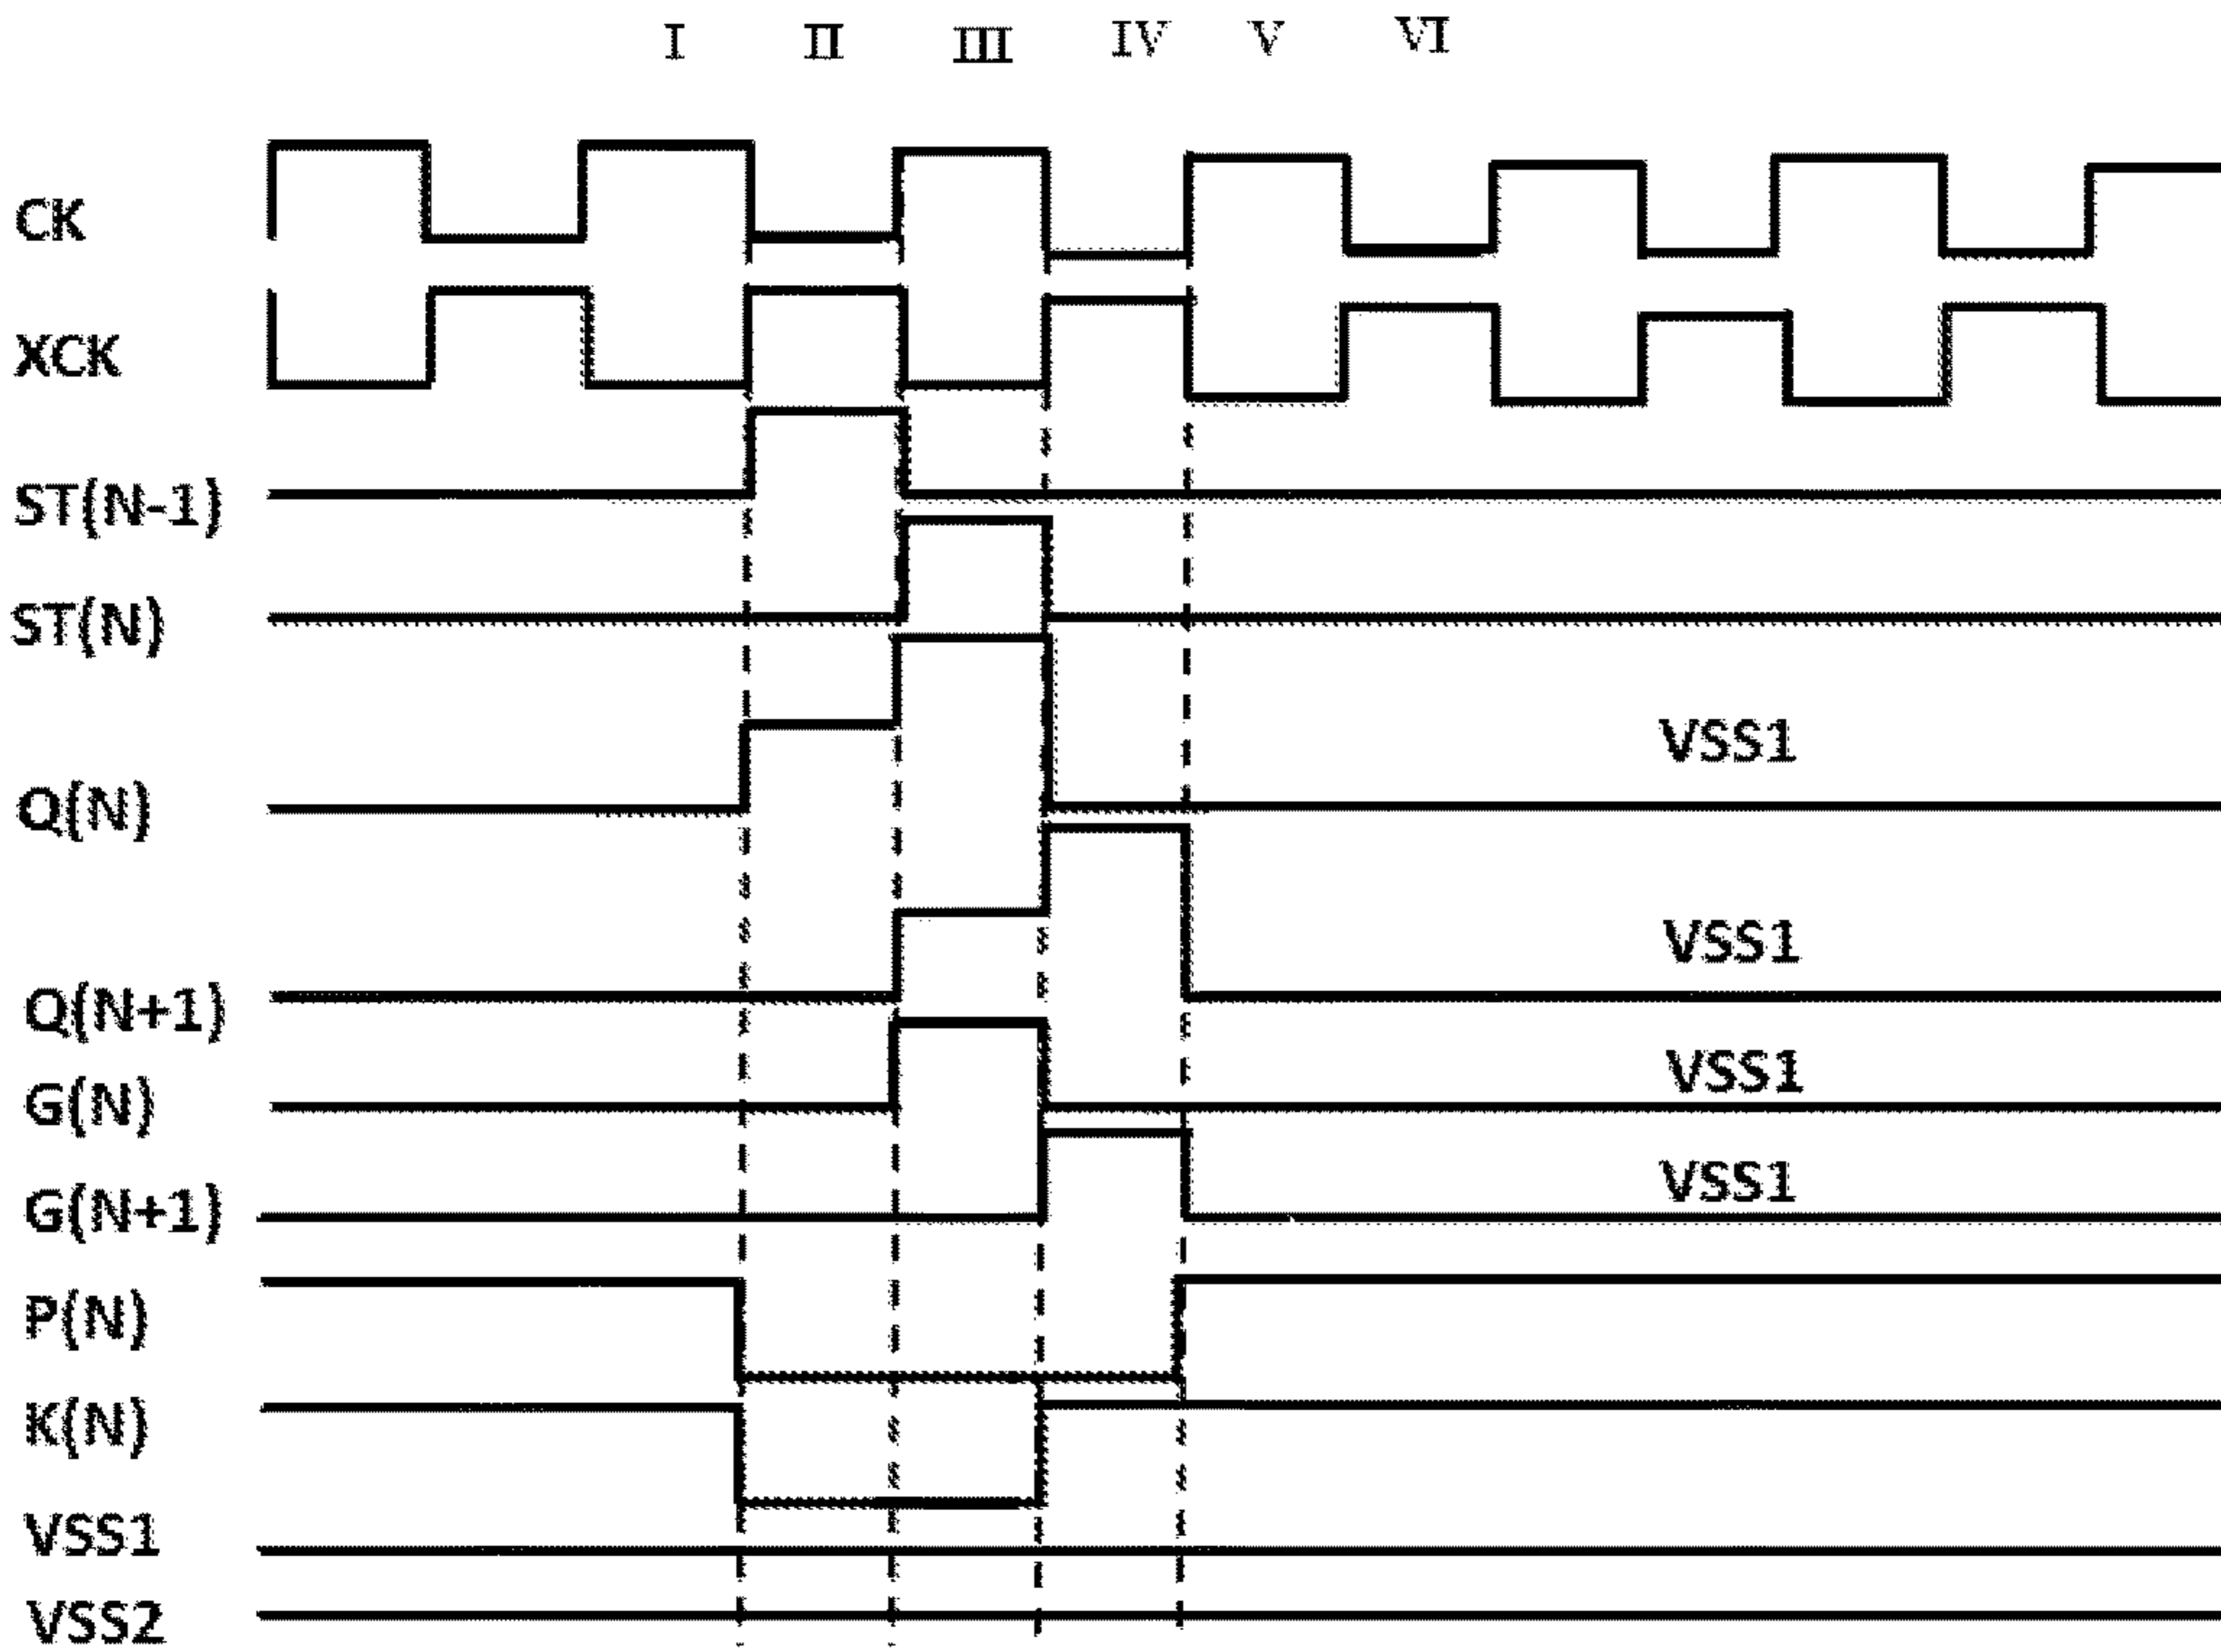 I II III IV V VI
CK
XCK
ST(N-1)
ST(N)
VSS1
Q(N)
VSS1
Q(N+1)
VSS1
G(N)
VSS1
G(N+1)
P(N)
K(N)
VSS1
VSS2